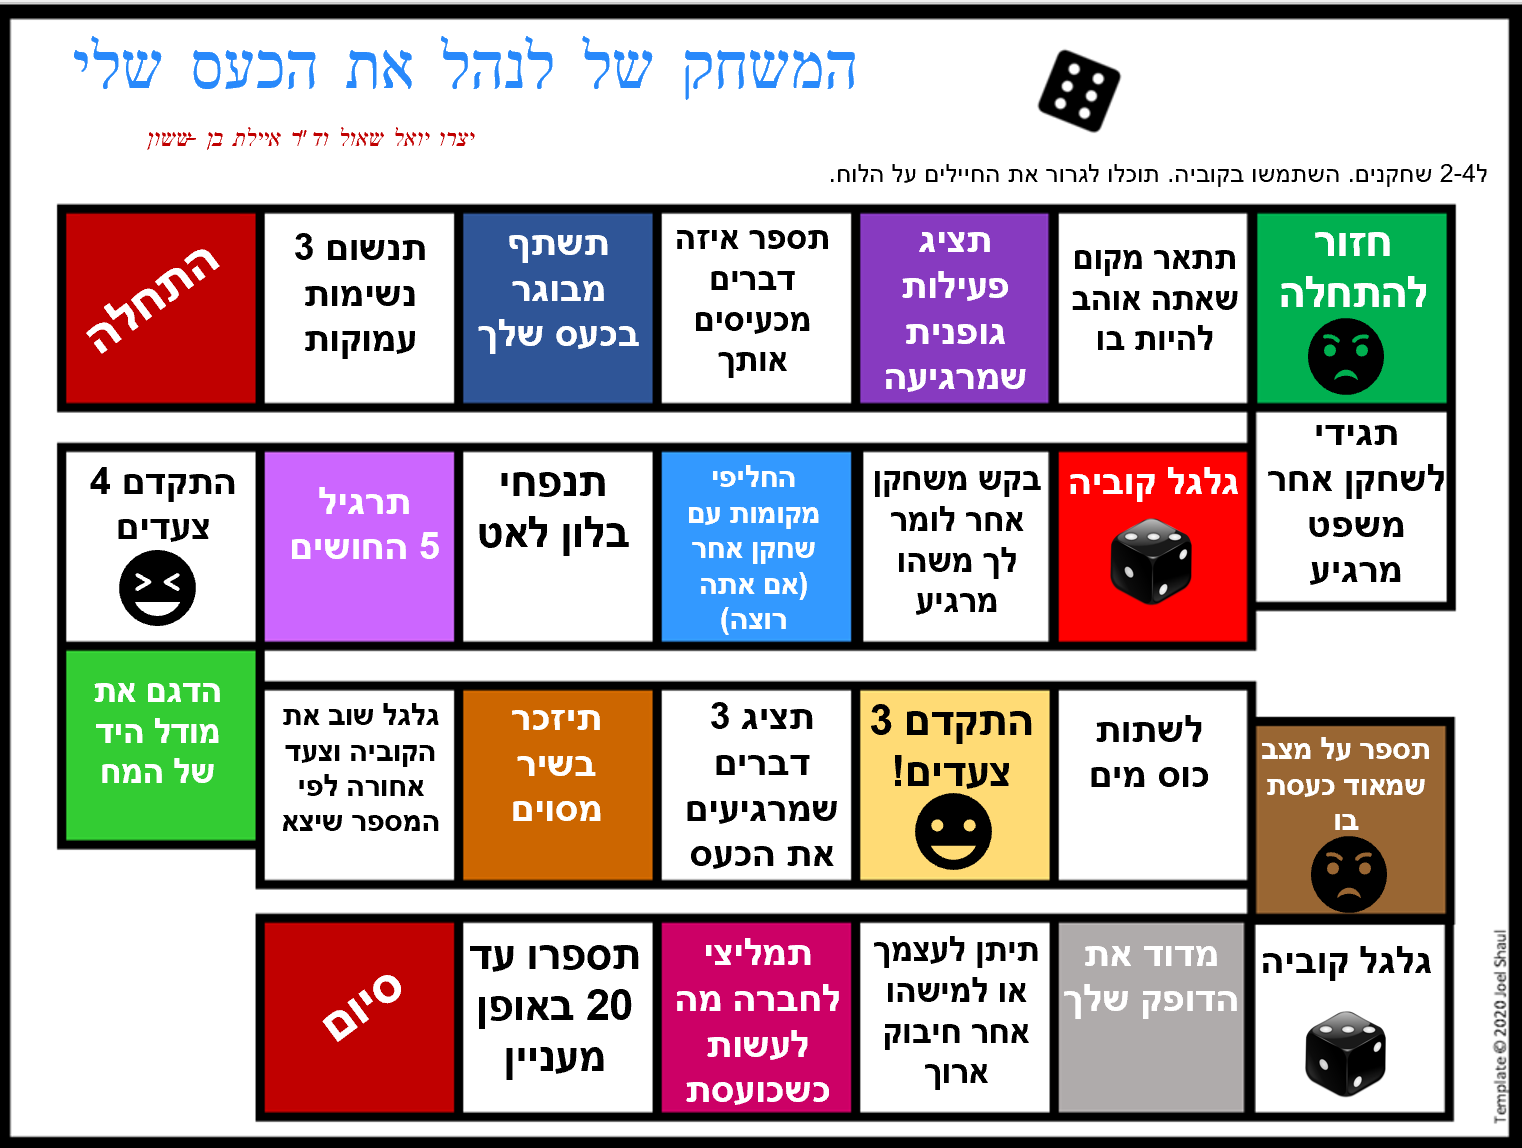 המשחק של לנהל את הכעס שלי
יצרו יואל שאול וד"ר איילת בן -ששון
ל2-4 שחקנים. השתמשו בקוביה. תוכלו לגרור את החיילים על הלוח.
התחלה
תנשום 3
נשימות
עמוקות
תשתף
מבוגר
בכעס שלך
תספר איזה
דברים
מכעיסים
אותך
תציג
פעילות
גופנית
שמרגיעה
תתאר מקום
שאתה אוהב
להיות בו
חזור
להתחלה
תגידי
לשחקן אחר
משפט
מרגיע
גלגל קוביה
בקש משחקן
אחר לומר
לך משהו
מרגיע
החליפי
מקומות עם
שחקן אחר
(אם אתה
רוצה)
תנפחי
בלון לאט
תרגיל
5 החושים
התקדם 4
צעדים
הדגם את
מודל היד
של המח
גלגל שוב את
הקוביה וצעד
אחורה לפי
המספר שיצא
תיזכר
בשיר
מסוים
תציג 3
דברים
שמרגיעים
את הכעס
התקדם 3
צעדים!
לשתות
כוס מים
תספר על מצב
שמאוד כעסת
בו
גלגל קוביה
מדוד את
הדופק שלך
תיתן לעצמך
או למישהו
אחר חיבוק
ארוך
תמליצי
לחברה מה
לעשות
כשכועסת
תספרו עד
20 באופן
מעניין
סיום
Template © 2020 Joel Shaul